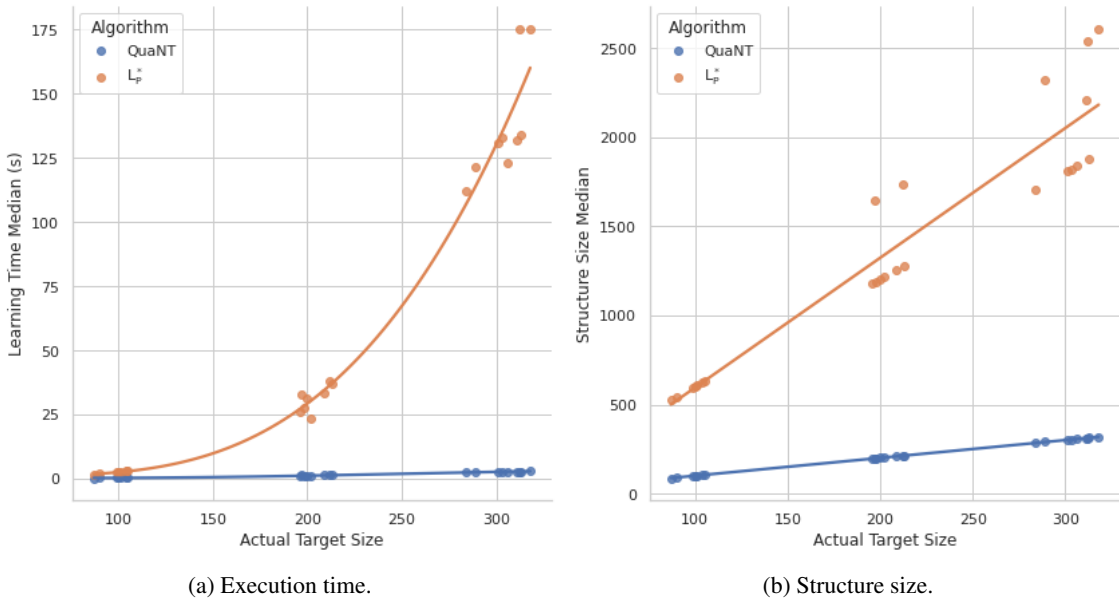 Algorithm
QuaNT
L*P
175
150
125
100
75
50
25
0
Learning Time Median (s)
100
150
200
250
300
Actual Target Size
(a) Execution time.
Algorithm
QuaNT
L*P
2500
2000
1500
1000
500
0
Structure Size Median
100
150
200
250
300
Actual Target Size
(b) Structure size.